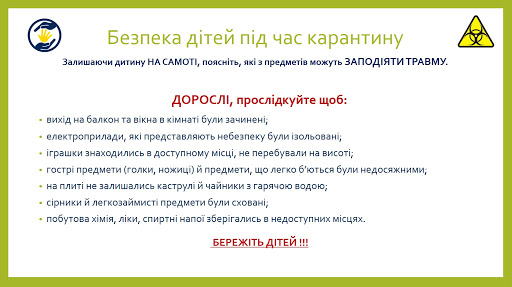 Безпека дітей під час карантину
Залишаючи дитину НА САМОТІ, поясніть, які з предметів можуть ЗАПОДІЯТИ ТРАВМУ.
ДОРОСЛІ, прослідкуйте щоб:
• вихід на балкон та вікна в кімнаті були зачинені;
• електроприлади, які представляють небезпеку були ізольовані;
• іграшки знаходились в доступному місці, не перебували на висоті;
• гострі предмети (голки, ножиці) й предмети, що легко б'ються були недосяжними;
• на плиті не залишались каструлі й чайники з гарячою водою;
• сірники й легкозаймисті предмети були сховані;
• побутова хімія, ліки, спиртні напої зберігались в недоступних місцях.
БЕРЕЖІТЬ ДІТЕЙ !!!